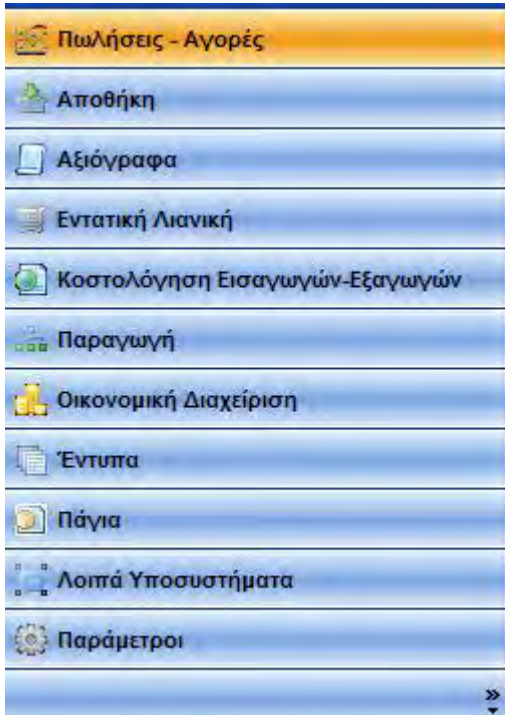 Πωλήσεις - Αγορές
Αποθήκη
Αξιόγραφα
Εντατική Λιανική
Κοστολόγηση Εισαγωγών-Εξαγωγών
Παραγωγή
Οικονομική Διαχείριση
Έντυπα
Πάγια
Λοιπά Υποσυστήματα
Παράμετροι